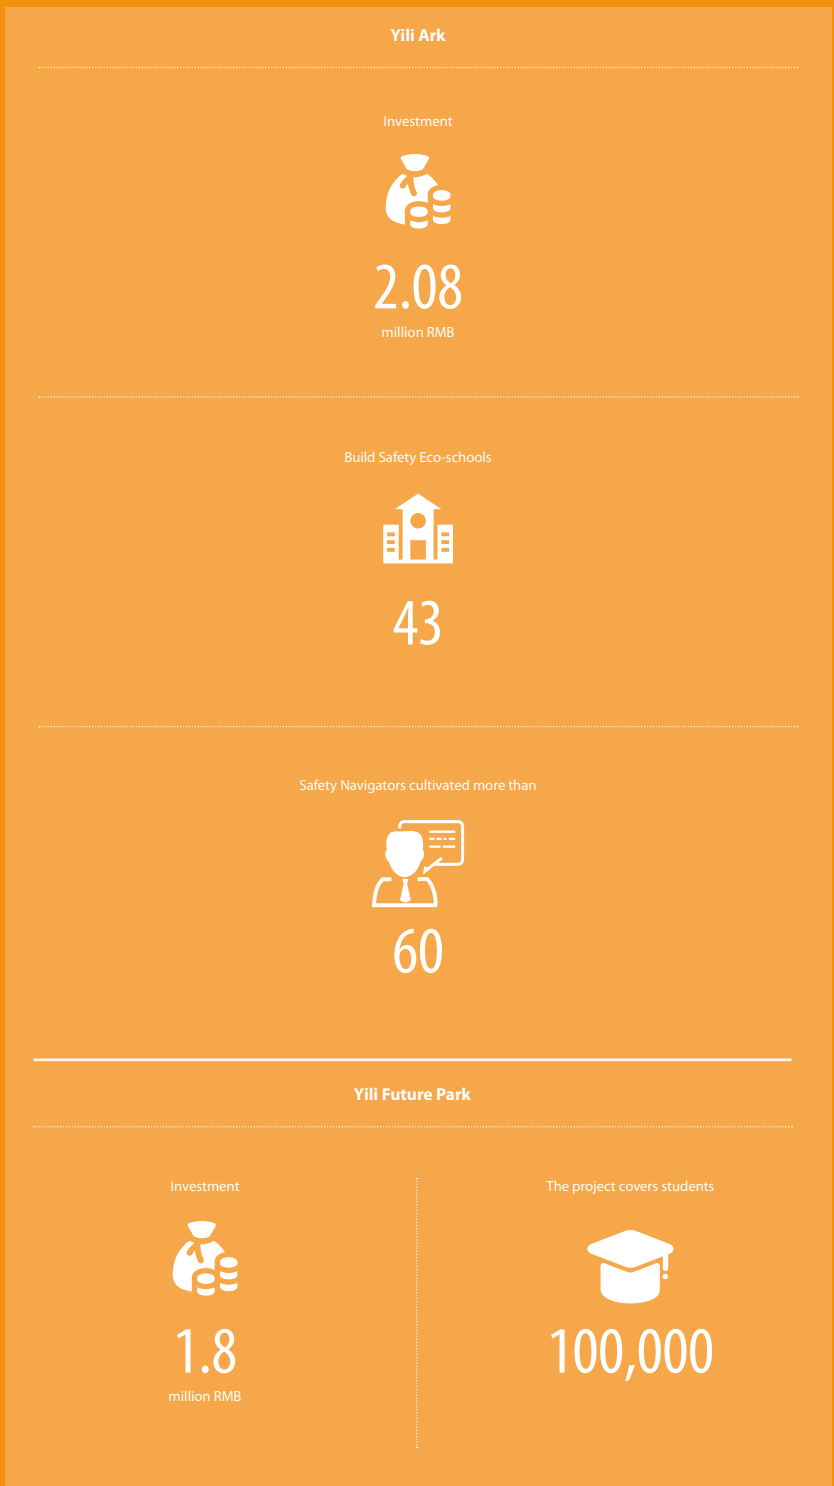 Yili Ark
Investment
2.08
million RMB
Build Safety Eco-schools
43
Safety Navigators cultivated more than
60
Yili Future Park
Investment
1.8
million RMB
The project covers students
100,000